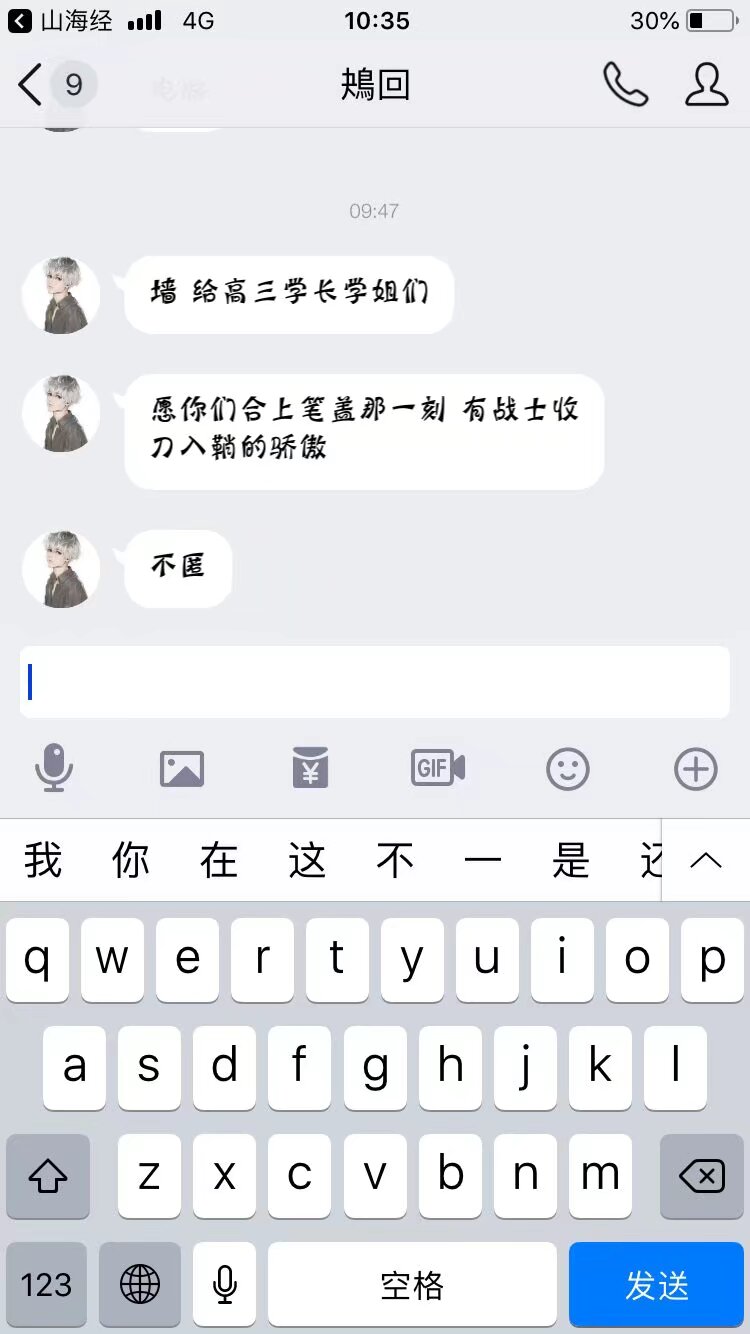 山海经 4G 10:35 30%
9 鴂回
09:47
墙 给高三学长学姐们
愿你们合上笔盖那一刻 有战士收
刀入鞘的骄傲
不匿
¥ GIF
我 你 在 这 不 一 是 还
q w e r t y u i o p
a s d f g h j k l
z x c v b n m
123 空格 发送